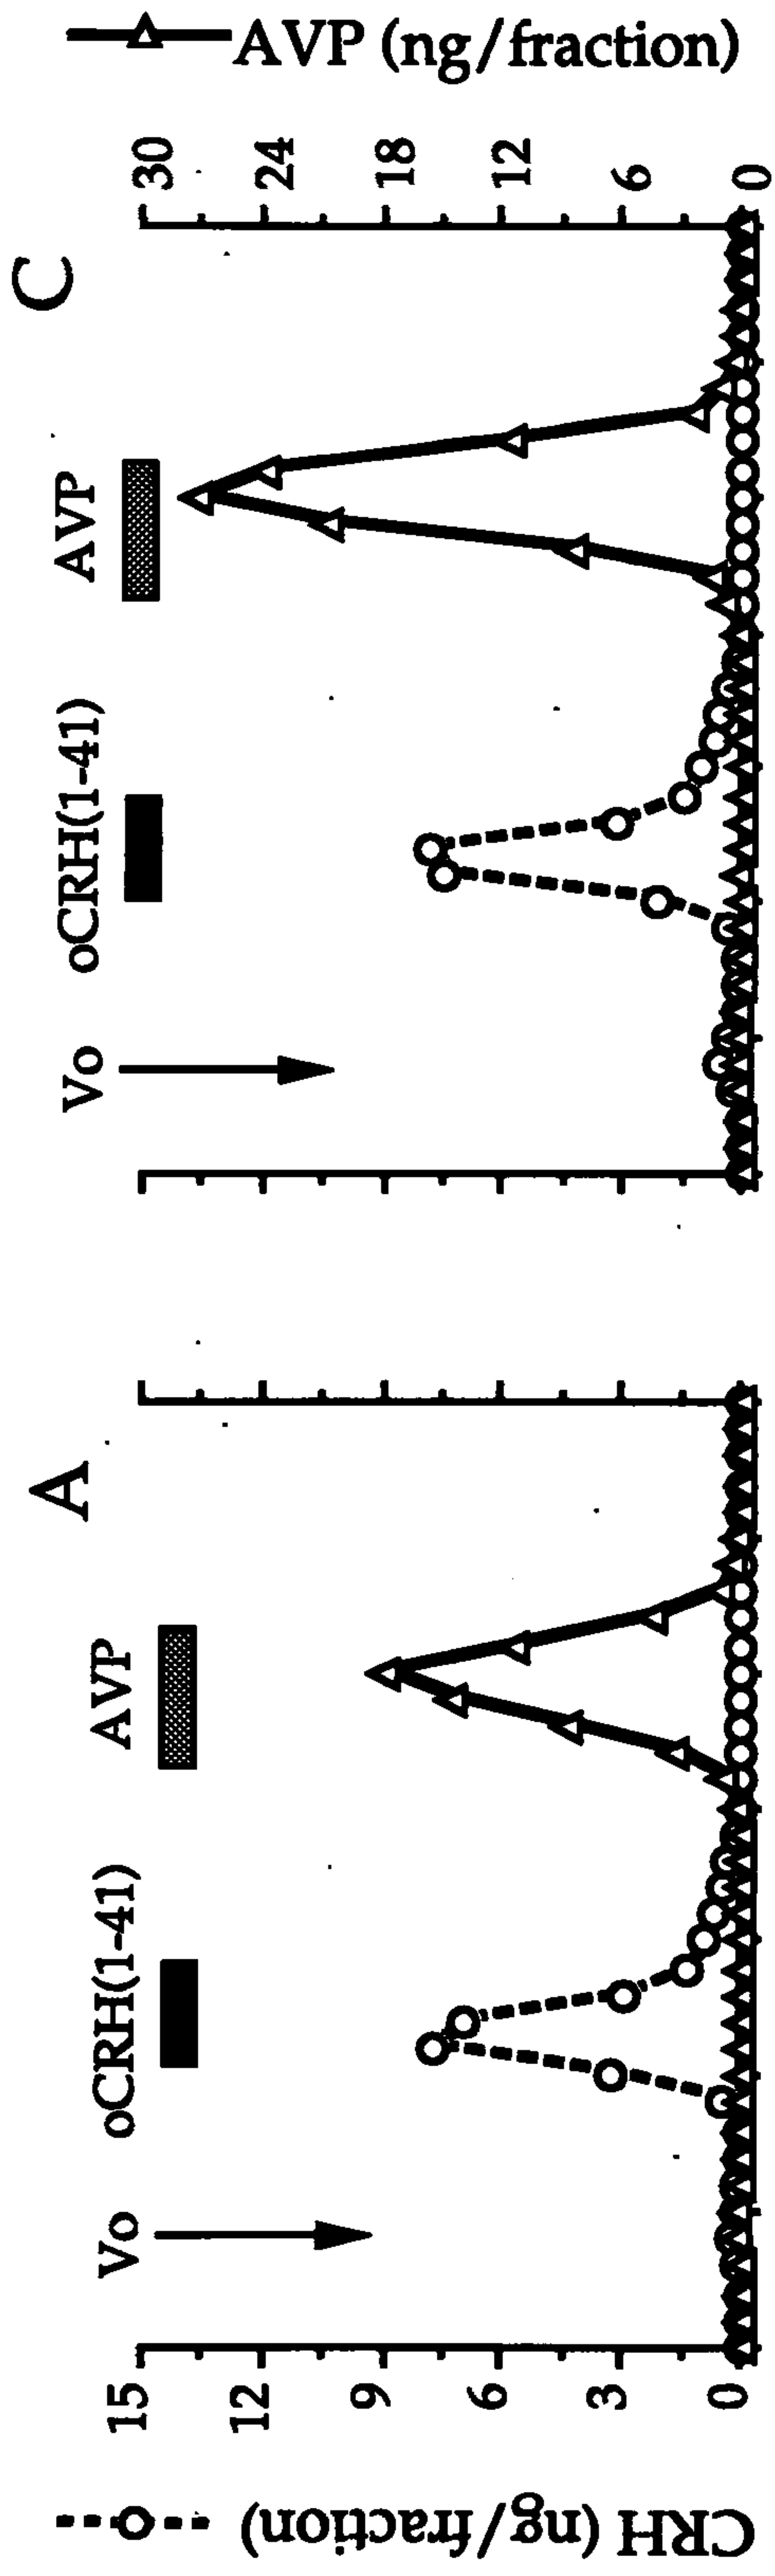 CRH (ng/fraction)
15
12
9
6
3
0
A
Vo
oCRH(1-41)
AVP
C
Vo
oCRH(1-41)
AVP
30
24
18
12
6
0
AVP (ng/fraction)